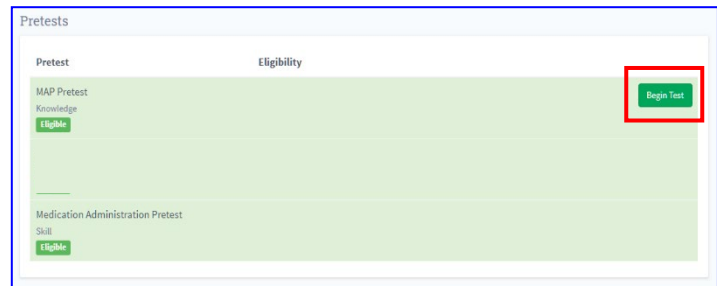 Pretests
Pretest Eligibility
MAP Pretest
Begin Test
Knowledge
Eligible
Medication Administration Pretest
Skill
Eligible